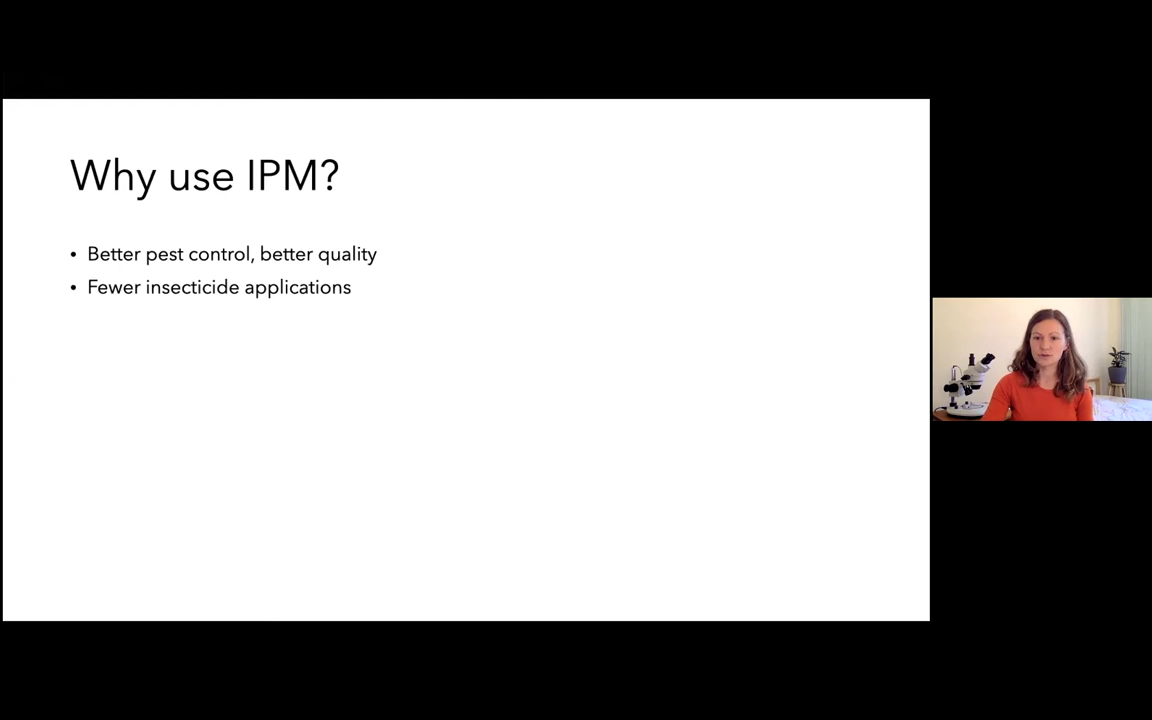 Why use IPM?
• Better pest control, better quality
• Fewer insecticide applications